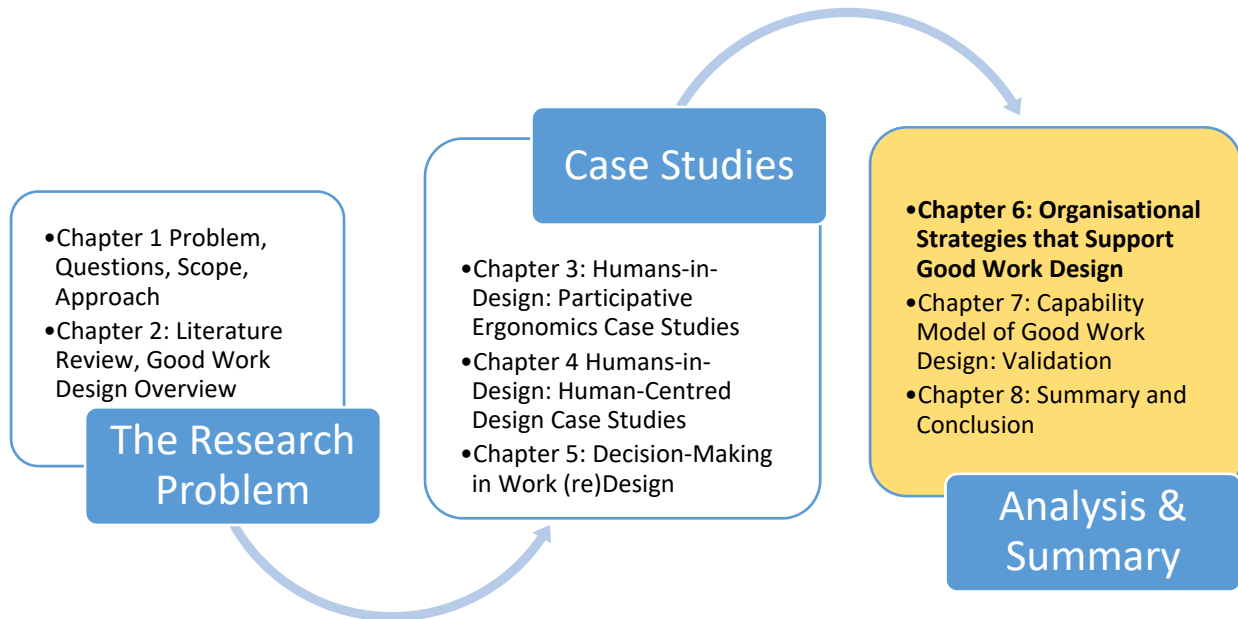 •Chapter 1 Problem,
Questions, Scope,
Approach
•Chapter 2: Literature
Review, Good Work
Design Overview
The Research
Problem
Case Studies
•Chapter 3: Humans-in-
Design: Participative
Ergonomics Case Studies
•Chapter 4 Humans-in-
Design: Human-Centred
Design Case Studies
•Chapter 5: Decision-Making
in Work (re)Design
•Chapter 6: Organisational
Strategies that Support
Good Work Design
•Chapter 7: Capability
Model of Good Work
Design: Validation
•Chapter 8: Summary and
Conclusion
Analysis &
Summary